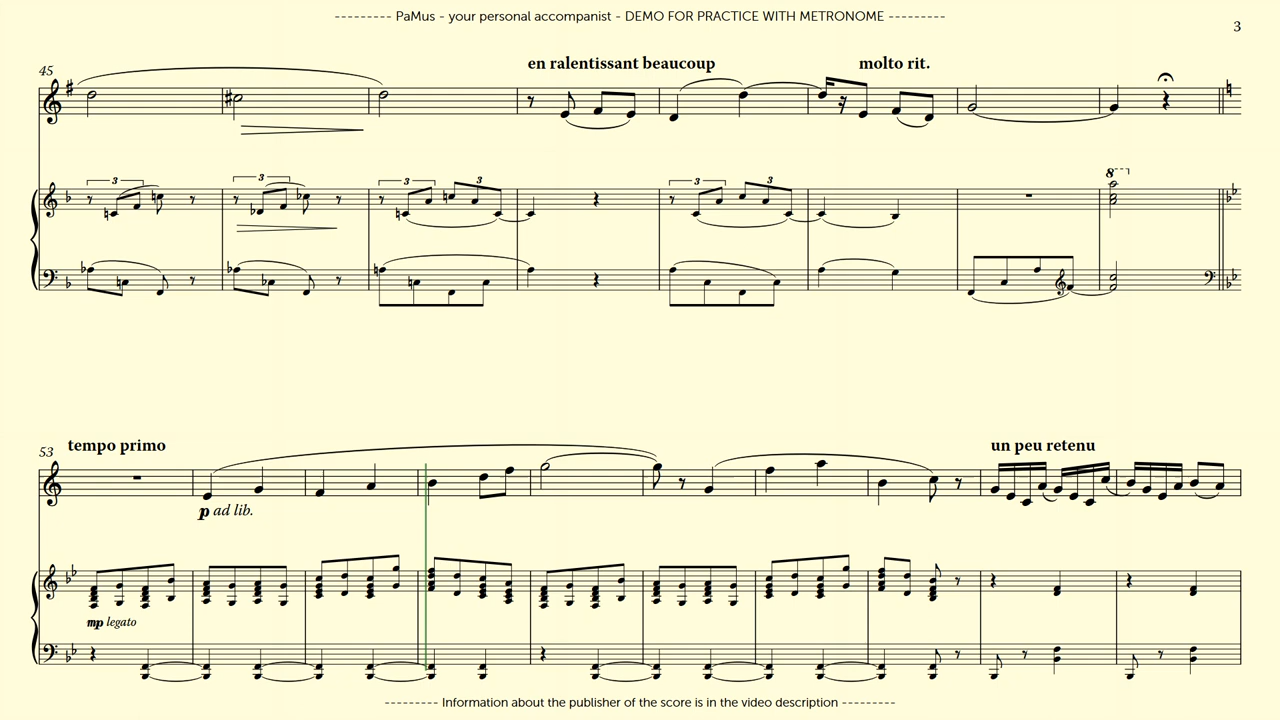 --------- PaMus - your personal accompanist - DEMO FOR PRACTICE WITH METRONOME ---------
3
45
en ralentissant beaucoup molto rit.
3 3 3 3 3 3 8
53 tempo primo un peu retenu
p ad lib.
mp legato
--------- Information about the publisher of the score is in the video description ---------